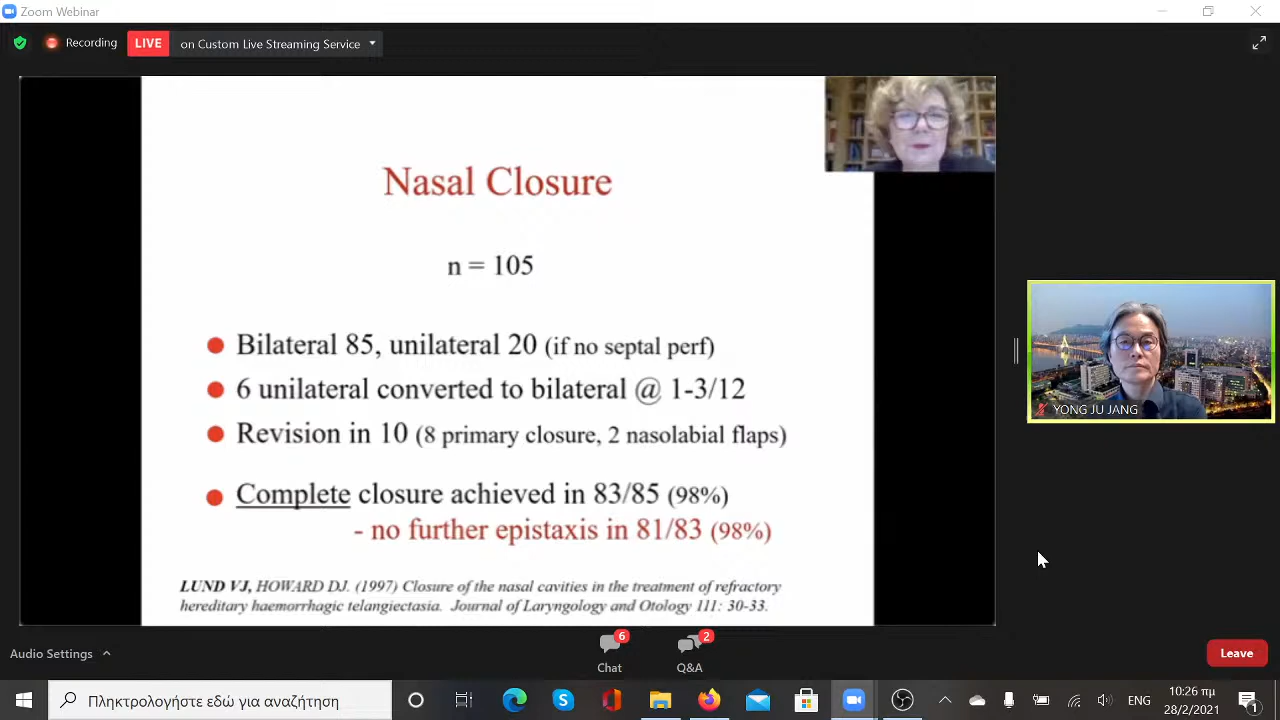 Zoom Webinar
Recording
LIVE
on Custom Live Streaming Service
Nasal Closure
n = 105
Bilateral 85, unilateral 20 (if no septal perf)
6 unilateral converted to bilateral @ 1-3/12
Revision in 10 (8 primary closure, 2 nasolabial flaps)
Complete closure achieved in 83/85 (98%)
- no further epistaxis in 81/83 (98%)
LUND VJ, HOWARD DJ. (1997) Closure of the nasal cavities in the treatment of refractory
hereditary haemorrhagic telangiectasia. Journal of Laryngology and Otology 111: 30-33.
YONG JU JANG
Audio Settings
6
Chat
2
Q&A
Leave
Πληκτρολογήστε εδώ για αναζήτηση
ENG
10:26 πμ
28/2/2021
1